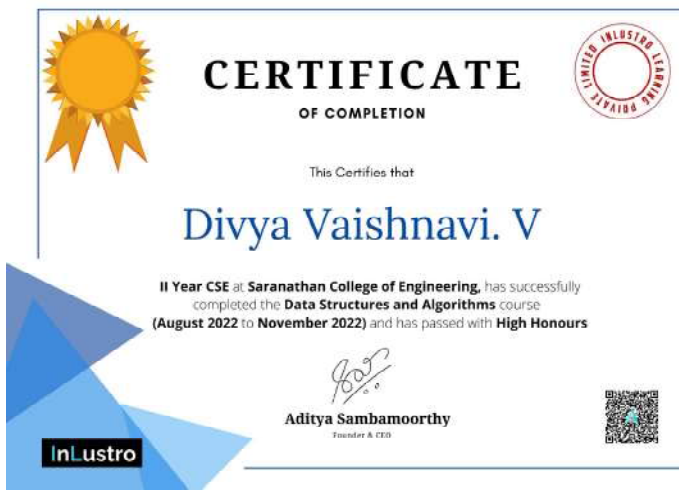 CERTIFICATE
OF COMPLETION
INLUSTRO LEARNING PRIVATE LIMITED
This Certifies that
Divya Vaishnavi. V
II Year CSE at Saranathan College of Engineering, has successfully
completed the Data Structures and Algorithms course
(August 2022 to November 2022) and has passed with High Honours
Aditya Sambamoorthy
Founder & CEO
InLustro